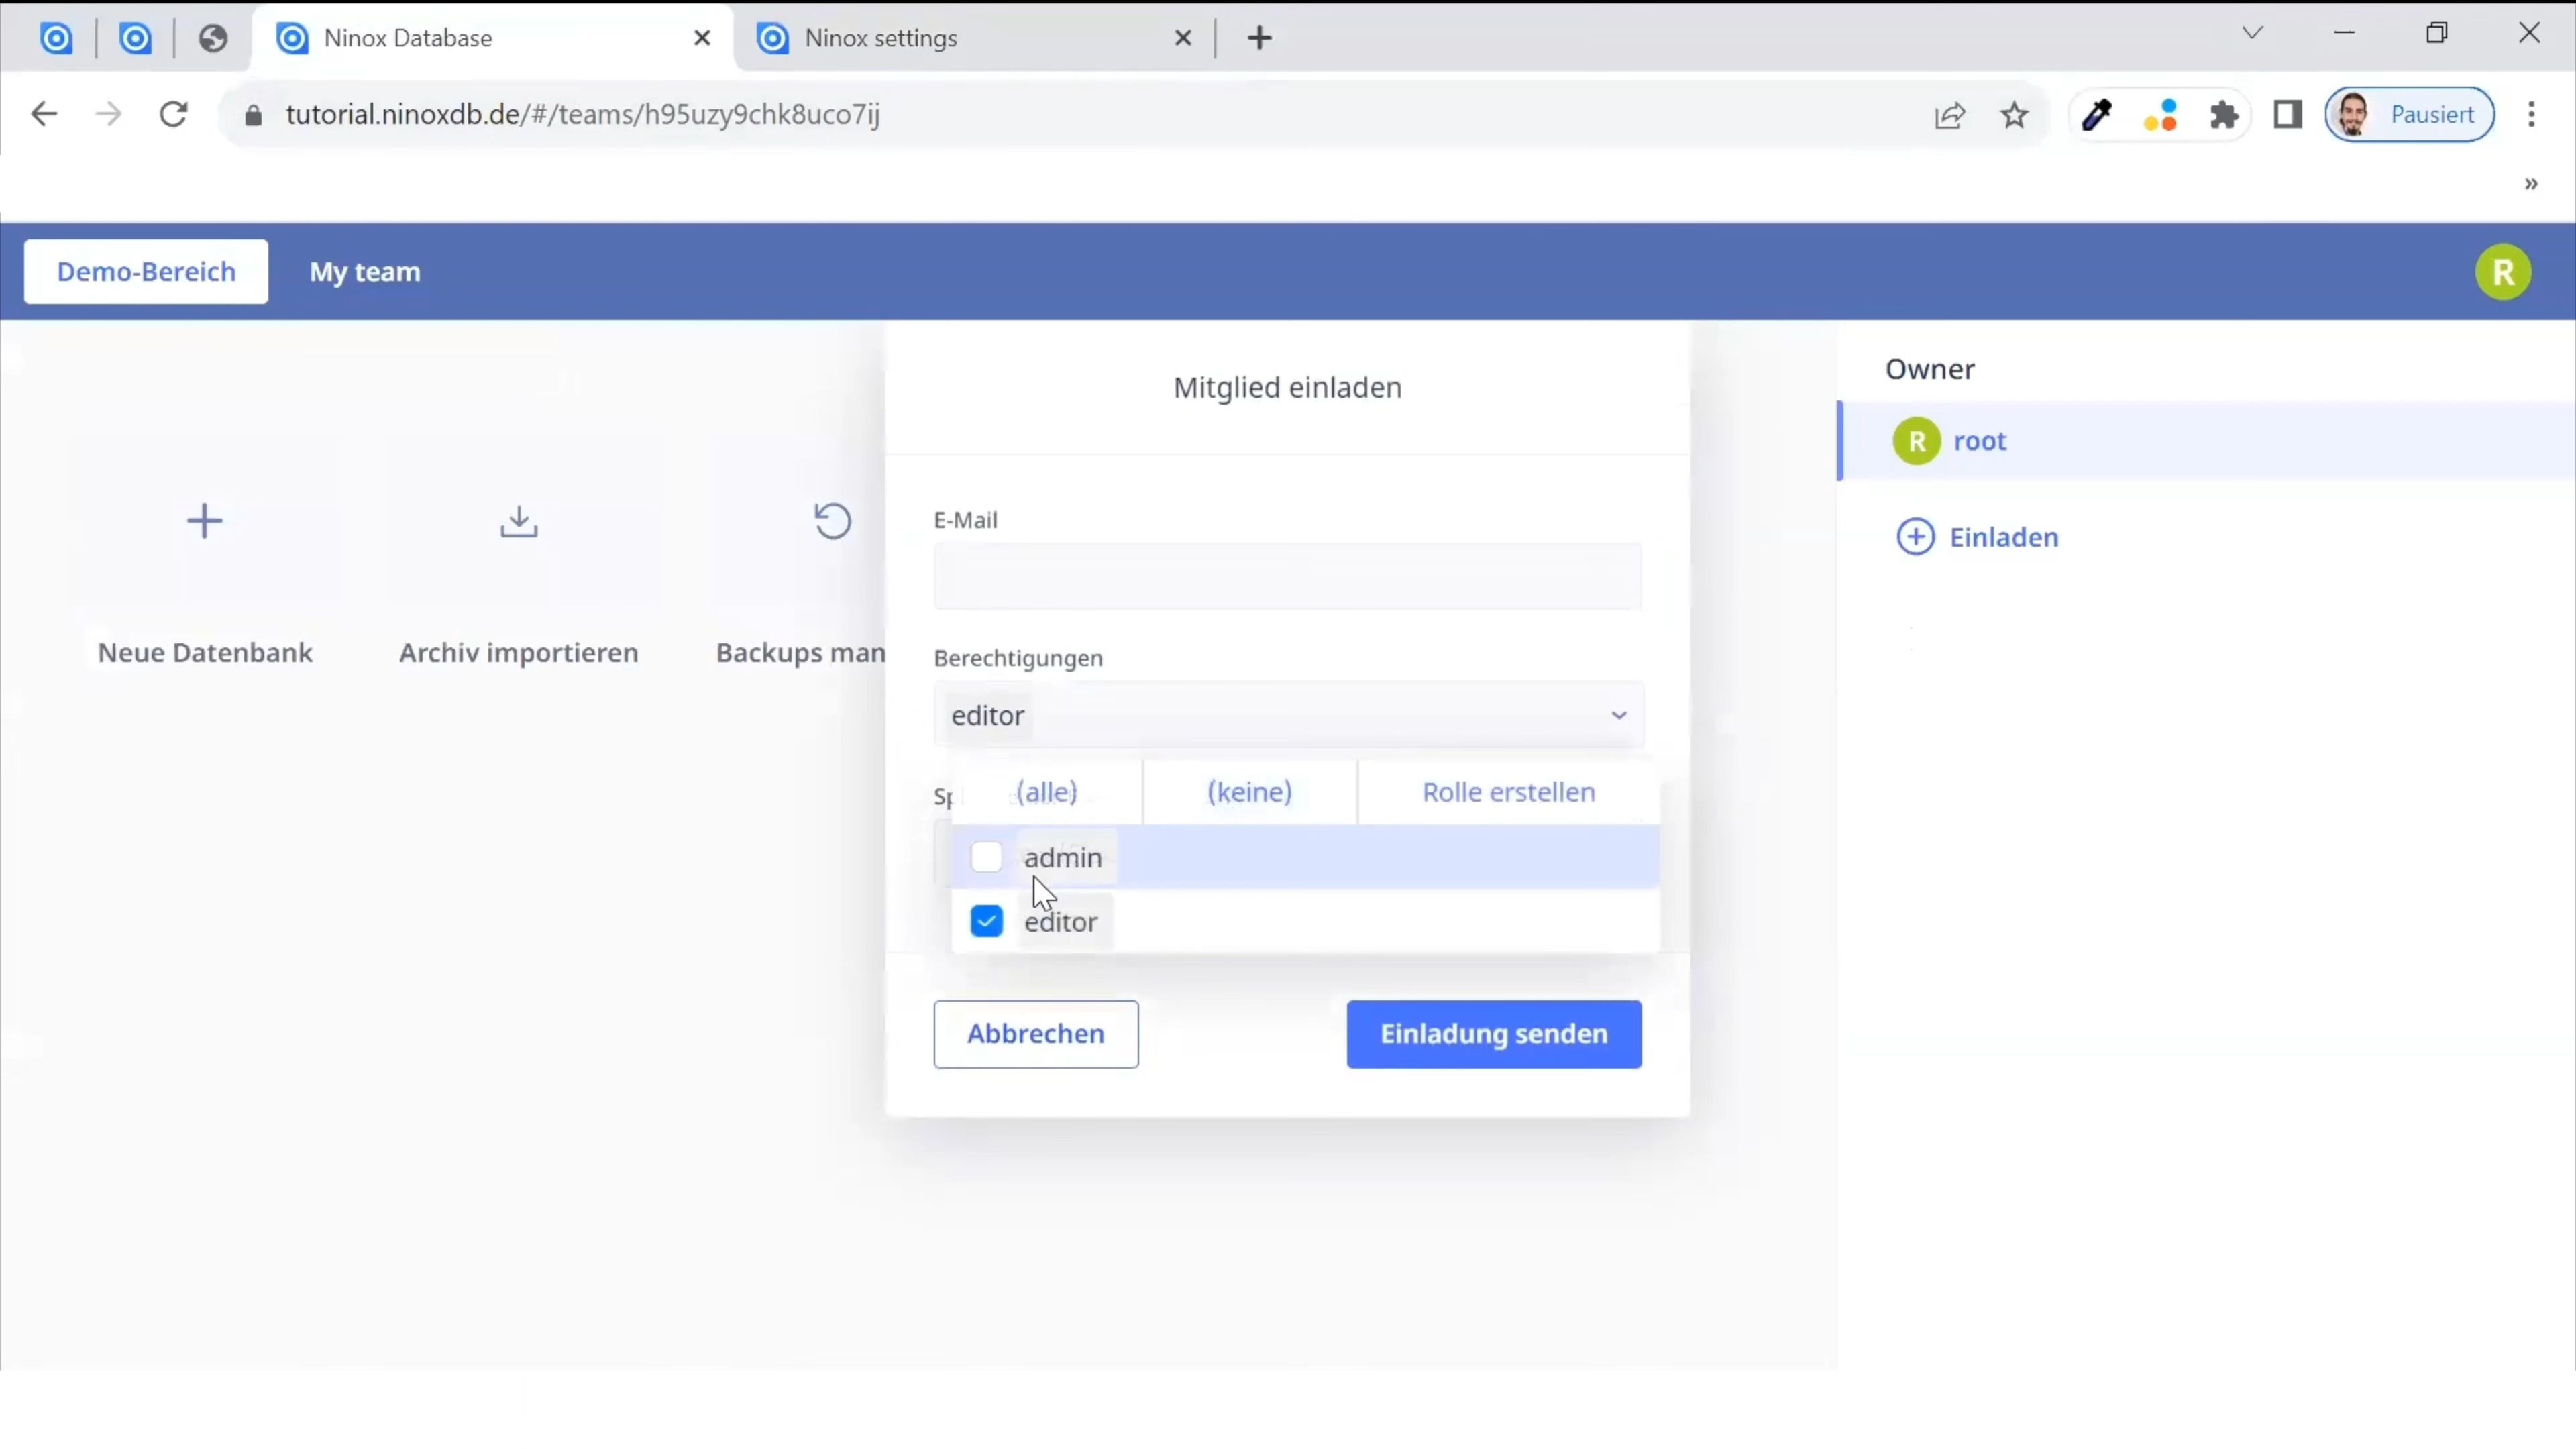 Ninox Database
Ninox settings
tutorial.ninoxdb.de/#/teams/h95uzy9chk8uco7ij
Pausiert
»
Demo-Bereich
My team
R
Mitglied einladen
Owner
R root
Einladen
E-Mail
Neue Datenbank
Archiv importieren
Backups man
Berechtigungen
editor
Sp
(alle)
(keine)
Rolle erstellen
admin
editor
Abbrechen
Einladung senden